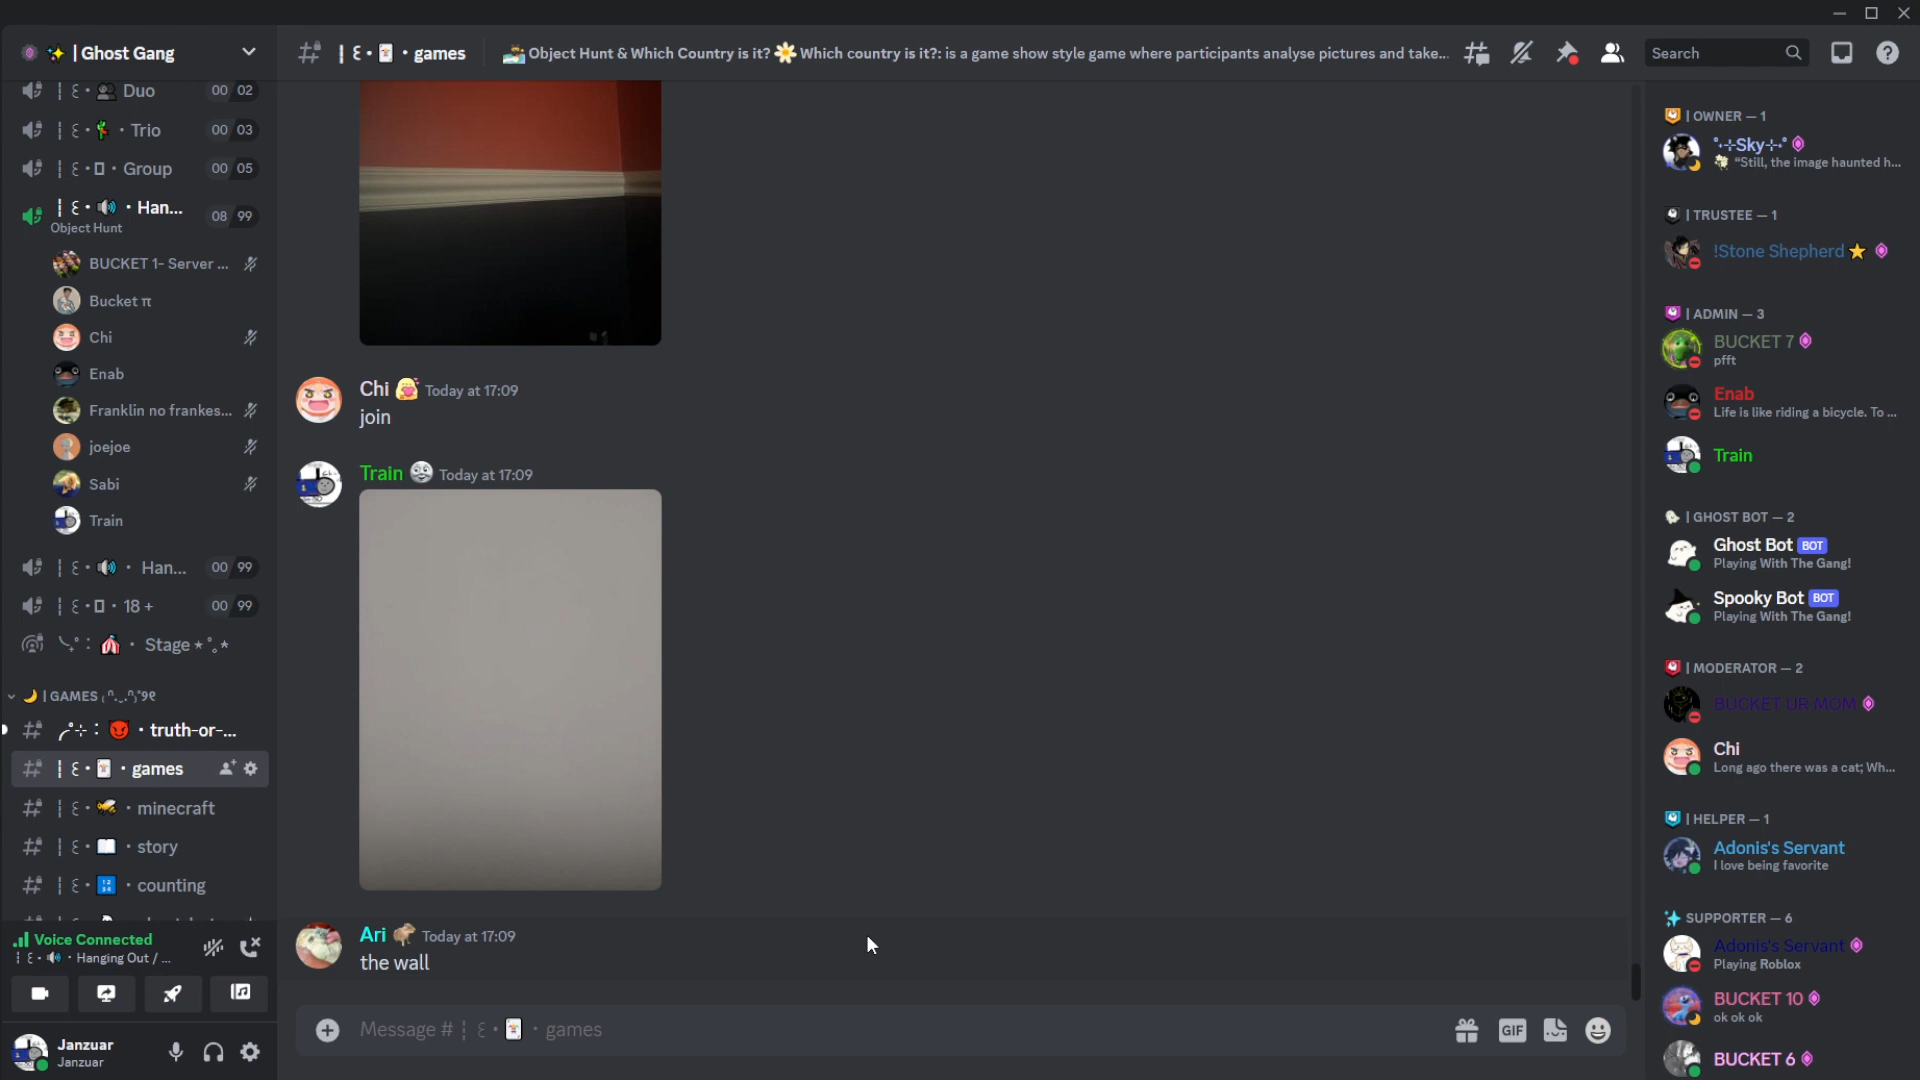 | Ghost Gang
꒰ · games
Object Hunt & Which Country is it? Which country is it?: is a game show style game where participants analyse pictures and take...
Search
Duo 00 02
Trio 00 03
Group 00 05
Han... 08 99
Object Hunt
BUCKET 1- Server ...
Bucket π
Chi
Enab
Franklin no frankes...
joejoe
Sabi
Train
Han... 00 99
18 + 00 99
Stage
| GAMES
truth-or-...
games
minecraft
story
counting
Voice Connected
Hanging Out / ...
Janzuar
Janzuar
Chi Today at 17:09
join
Train Today at 17:09
Ari Today at 17:09
the wall
Message # games
GIF
| OWNER — 1
Sky
"Still, the image haunted h...
| TRUSTEE — 1
!Stone Shepherd
| ADMIN — 3
BUCKET 7
pfft
Enab
Life is like riding a bicycle. To ...
Train
| GHOST BOT — 2
Ghost Bot BOT
Playing With The Gang!
Spooky Bot BOT
Playing With The Gang!
| MODERATOR — 2
BUCKET UR MOM
Chi
Long ago there was a cat; Wh...
| HELPER — 1
Adonis's Servant
I love being favorite
SUPPORTER — 6
Adonis's Servant
Playing Roblox
BUCKET 10
ok ok ok
BUCKET 6